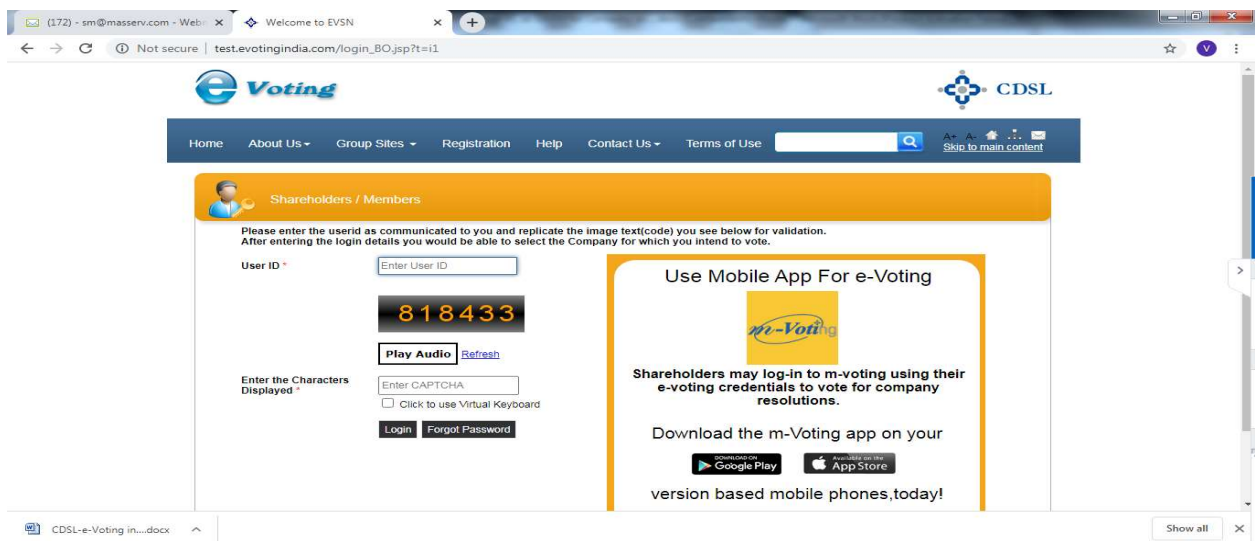 (172) - sm@masserv.com - Web
Welcome to EVSN
Not secure | test.evotingindia.com/login_BO.jsp?t=i1
V
e Voting
CDSL
Home About Us Group Sites Registration Help Contact Us Terms of Use
A+ A-
Skip to main content
Shareholders / Members
Please enter the userid as communicated to you and replicate the image text(code) you see below for validation.
After entering the login details you would be able to select the Company for which you intend to vote.
User ID *
Enter User ID
818433
Play Audio Refresh
Enter the Characters
Displayed *
Enter CAPTCHA
Click to use Virtual Keyboard
Login Forgot Password
Use Mobile App For e-Voting
m-Voting
Shareholders may log-in to m-voting using their
e-voting credentials to vote for company
resolutions.
Download the m-Voting app on your
DOWNLOAD ON
Google Play
Available on the
App Store
version based mobile phones,today!
CDSL-e-Voting in....docx
Show all